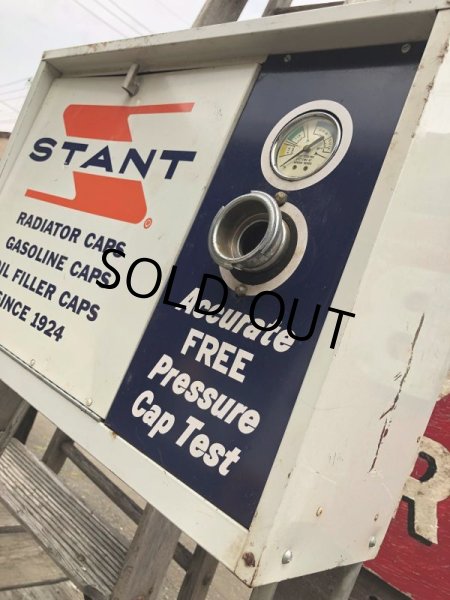 STANT
RADIATOR CAPS
GASOLINE CAPS
OIL FILLER CAPS
SINCE 1924
Accurate
FREE
Pressure
Cap Test
SOLD OUT
R